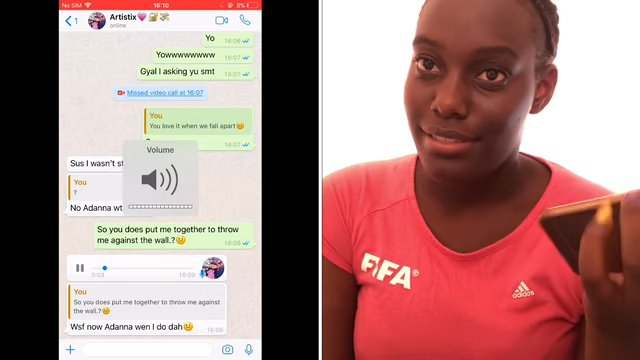 No SIM
16:10
8%
1
Artistix
online
Yo
16:06
Yowwwwwwww
16:07
Gyal I asking yu smt
16:07
Missed video call at 16:07
You
You love it when we fall apart
16:07
Volume
Sus I wasn't st
You
?
No Adanna wt
So you does put me together to throw
me against the wall.?
16:09
0:03
16:09
You
So you does put me together to throw me against
the wall.?
Wsf now Adanna wen I do dah
16:09
FIFA®
adidas